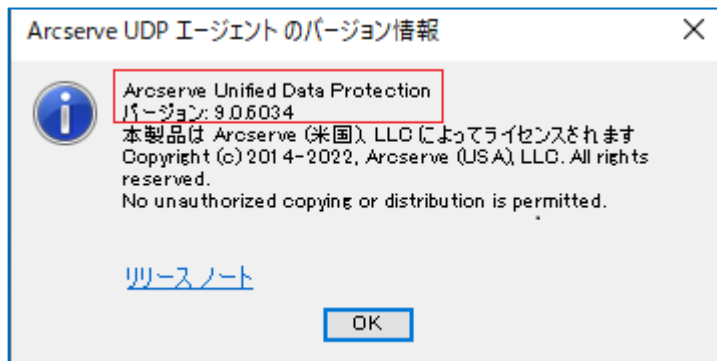 Arcserve UDP エージェント のバージョン情報
Arcserve Unified Data Protection
バージョン: 9.0.6034
本製品は Arcserve (米国), LLC によってライセンスされます
Copyright (c) 2014-2022, Arcserve (USA), LLC. All rights
reserved.
No unauthorized copying or distribution is permitted.
リリース ノート
OK